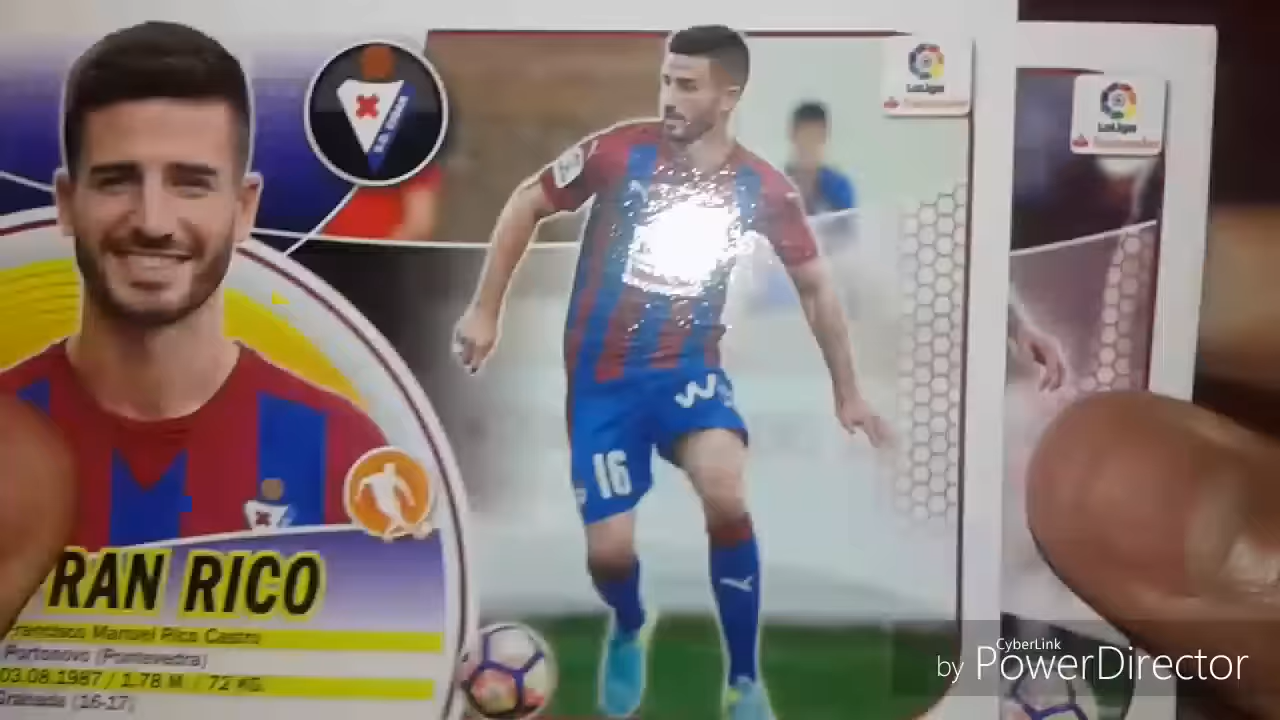 LaLiga
Santander
LaLiga
16
RAN RICO
Francisco Manuel Rico Castro
Portonovo (Pontevedra)
03.08.1987 / 1.78 M. / 72 KG.
Granada (16-17)
CyberLink
by PowerDirector